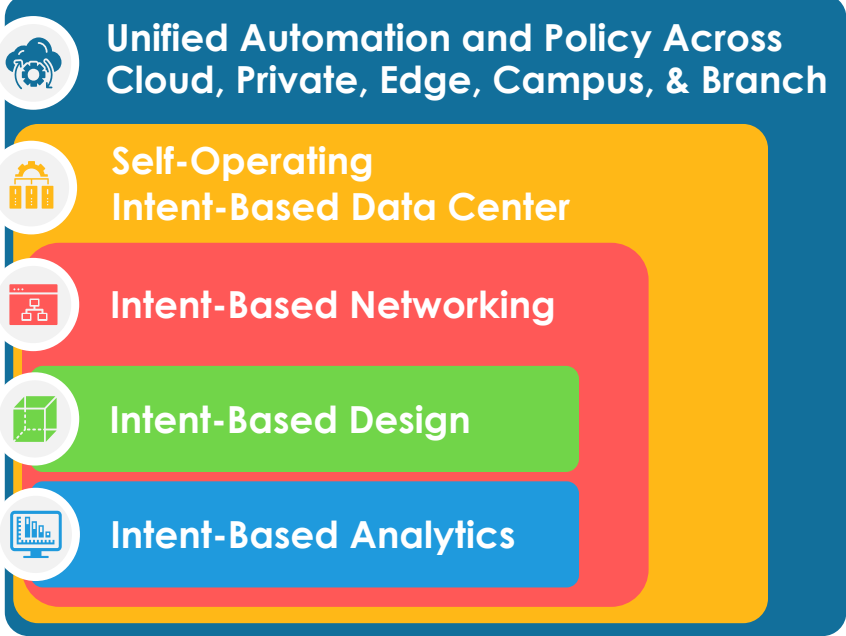 Unified Automation and Policy Across
Cloud, Private, Edge, Campus, & Branch
Self-Operating
Intent-Based Data Center
Intent-Based Networking
Intent-Based Design
Intent-Based Analytics